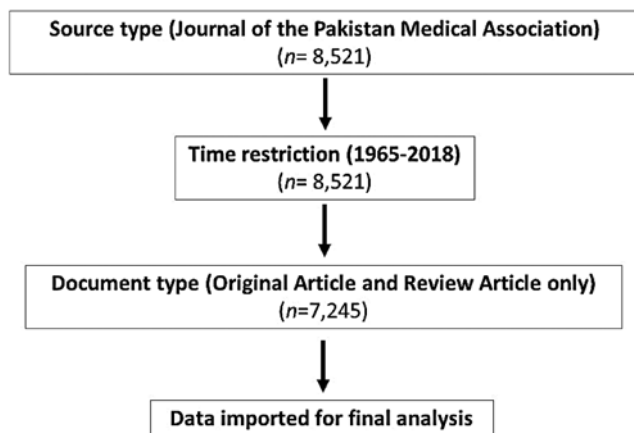 Source type (Journal of the Pakistan Medical Association)
(n= 8,521)
Time restriction (1965-2018)
(n= 8,521)
Document type (Original Article and Review Article only)
(n=7,245)
Data imported for final analysis